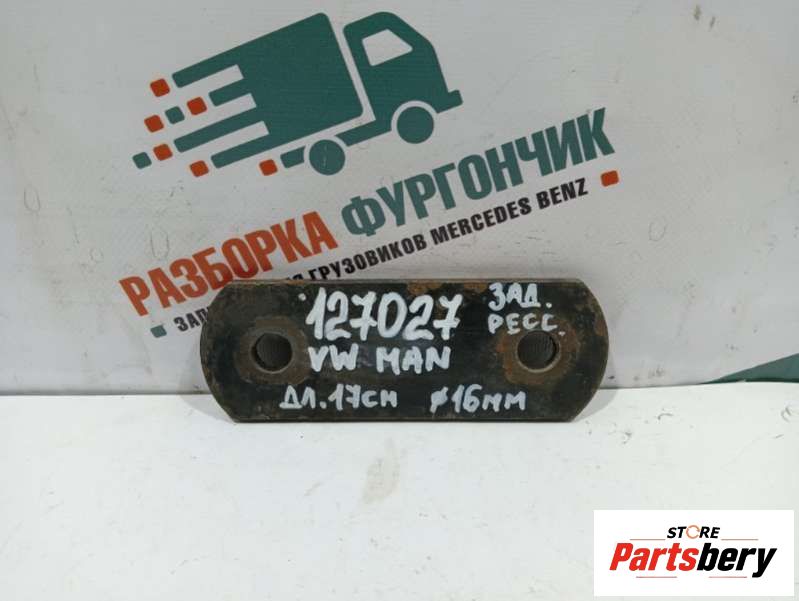 РАЗБОРКА ФУРГОНЧИК
ГРУЗОВИКОВ MERCEDES BENZ
127027
ЗАД.
РЕСС.
VW MAN
ДЛ.17см ⌀16мм
STORE
Partsbery